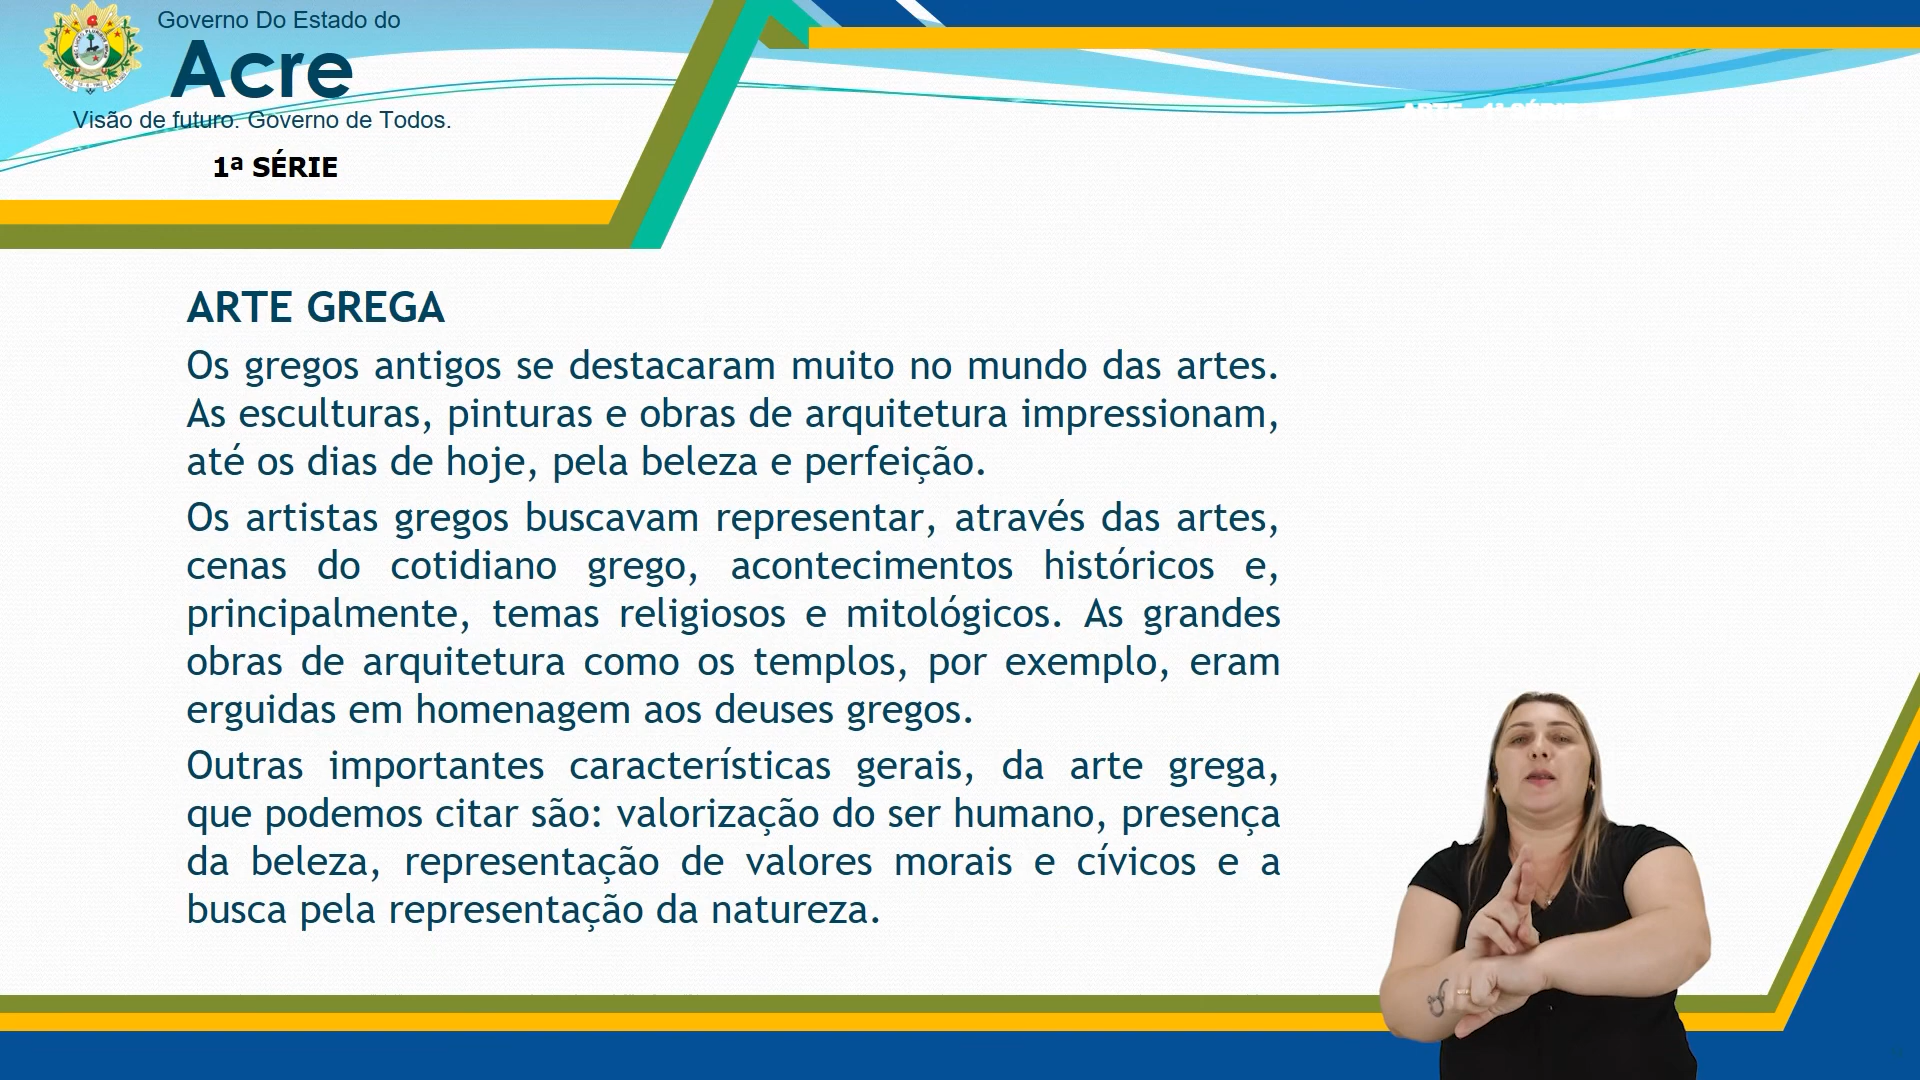 Governo Do Estado do
Acre
Visão de futuro. Governo de Todos.
1ª SÉRIE
ARTE GREGA
Os gregos antigos se destacaram muito no mundo das artes.
As esculturas, pinturas e obras de arquitetura impressionam,
até os dias de hoje, pela beleza e perfeição.
Os artistas gregos buscavam representar, através das artes,
cenas do cotidiano grego, acontecimentos históricos e,
principalmente, temas religiosos e mitológicos. As grandes
obras de arquitetura como os templos, por exemplo, eram
erguidas em homenagem aos deuses gregos.
Outras importantes características gerais, da arte grega,
que podemos citar são: valorização do ser humano, presença
da beleza, representação de valores morais e cívicos e a
busca pela representação da natureza.